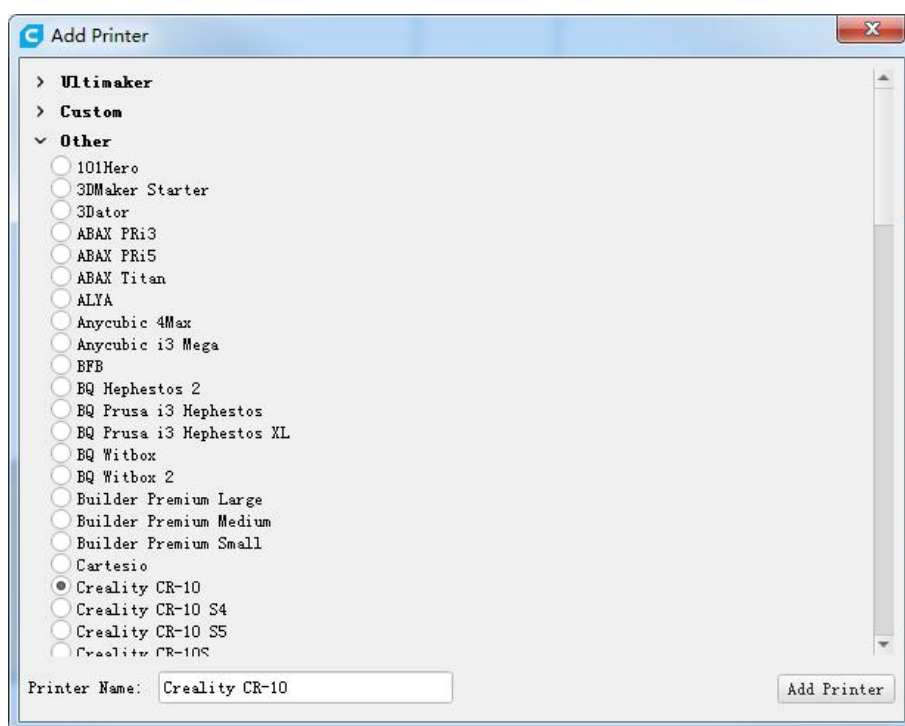 Add Printer
Ultimaker
Custom
Other
101Hero
3DMaker Starter
3Dator
ABAX PRi3
ABAX PRi5
ABAX Titan
ALYA
Anycubic 4Max
Anycubic i3 Mega
BFB
BQ Hephestos 2
BQ Prusa i3 Hephestos
BQ Prusa i3 Hephestos XL
BQ Witbox
BQ Witbox 2
Builder Premium Large
Builder Premium Medium
Builder Premium Small
Cartesio
Creality CR-10
Creality CR-10 S4
Creality CR-10 S5
Creality CR-10S
Printer Name: Creality CR-10 Add Printer